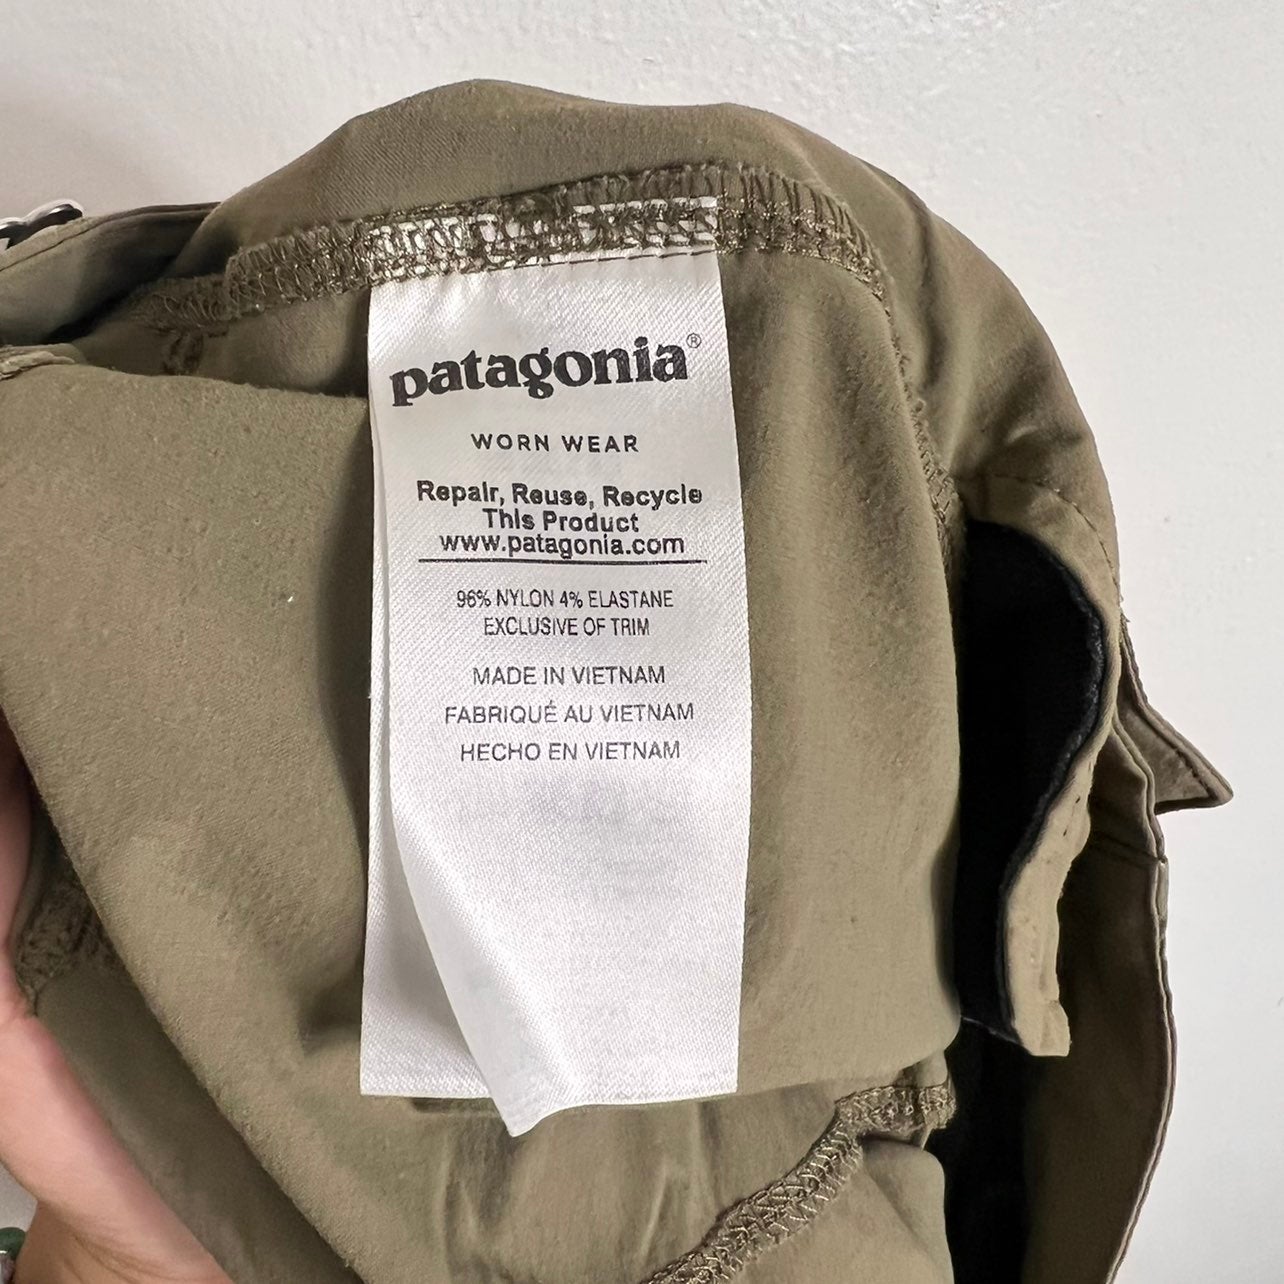 patagonia®
WORN WEAR
Repair, Reuse, Recycle
This Product
www.patagonia.com
96% NYLON 4% ELASTANE
EXCLUSIVE OF TRIM
MADE IN VIETNAM
FABRIQUÉ AU VIETNAM
HECHO EN VIETNAM